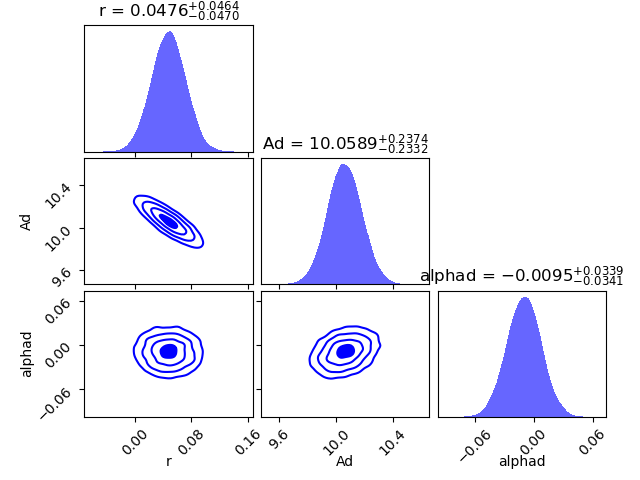 r = 0.0476+0.0464 −0.0470
Ad = 10.0589+0.2374 −0.2332
10.4
10.0
9.6
Ad
alphad = −0.0095+0.0339 −0.0341
0.06
0.00
−0.06
alphad
0.00 0.08 0.16
r
9.6 10.0 10.4
Ad
−0.06 0.00 0.06
alphad